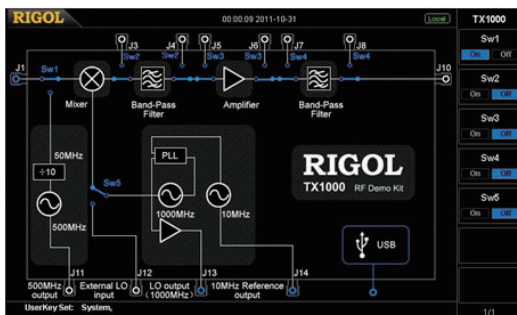 RIGOL
00:00:09 2011-10-31
Local
TX1000
J3
J4
J5
J6
J7
J8
Sw2
Sw2
Sw3
Sw3
Sw4
Sw4
J1
Sw1
J10
Mixer
Band-Pass
Filter
Amplifier
Band-Pass
Filter
50MHz
÷10
500MHz
Sw5
PLL
1000MHz
10MHz
RIGOL
TX1000 RF Demo Kit
USB
J11
J12
J13
J14
500MHz
output
External LO
input
LO output
(1000MHz)
10MHz Reference
output
UserKey Set: System,
Sw1
On Off
Sw2
On Off
Sw3
On Off
Sw4
On Off
Sw5
On Off
1/1